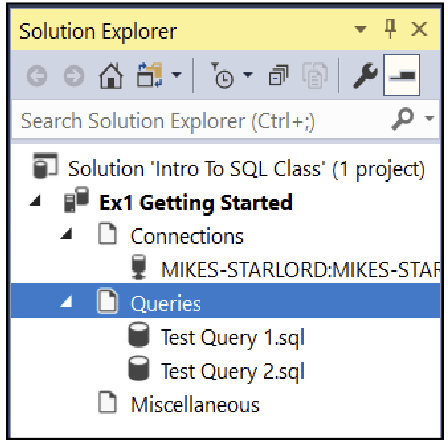 Solution Explorer
Search Solution Explorer (Ctrl+;)
Solution 'Intro To SQL Class' (1 project)
Ex1 Getting Started
Connections
MIKES-STARLORD:MIKES-STAR
Queries
Test Query 1.sql
Test Query 2.sql
Miscellaneous